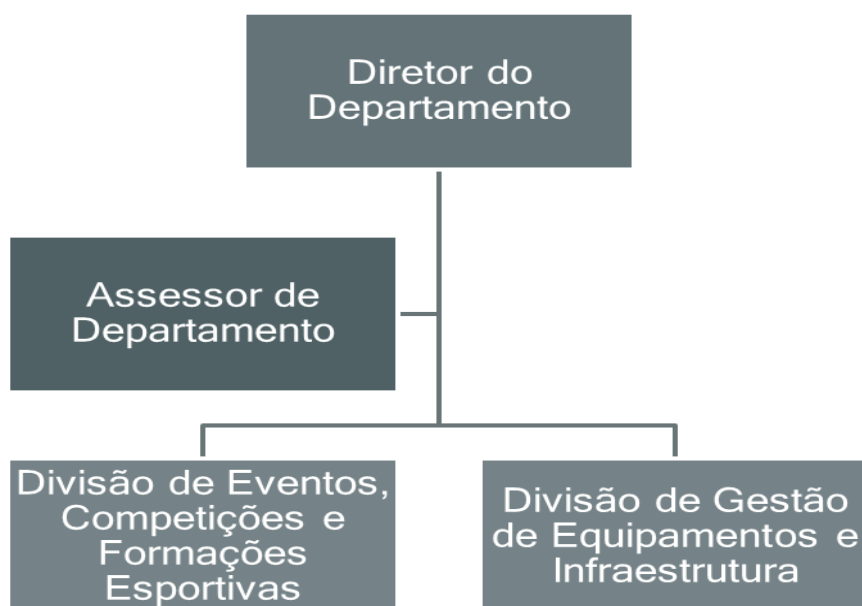 Diretor do
Departamento
Assessor de
Departamento
Divisão de Eventos,
Competições e
Formações
Esportivas
Divisão de Gestão
de Equipamentos e
Infraestrutura